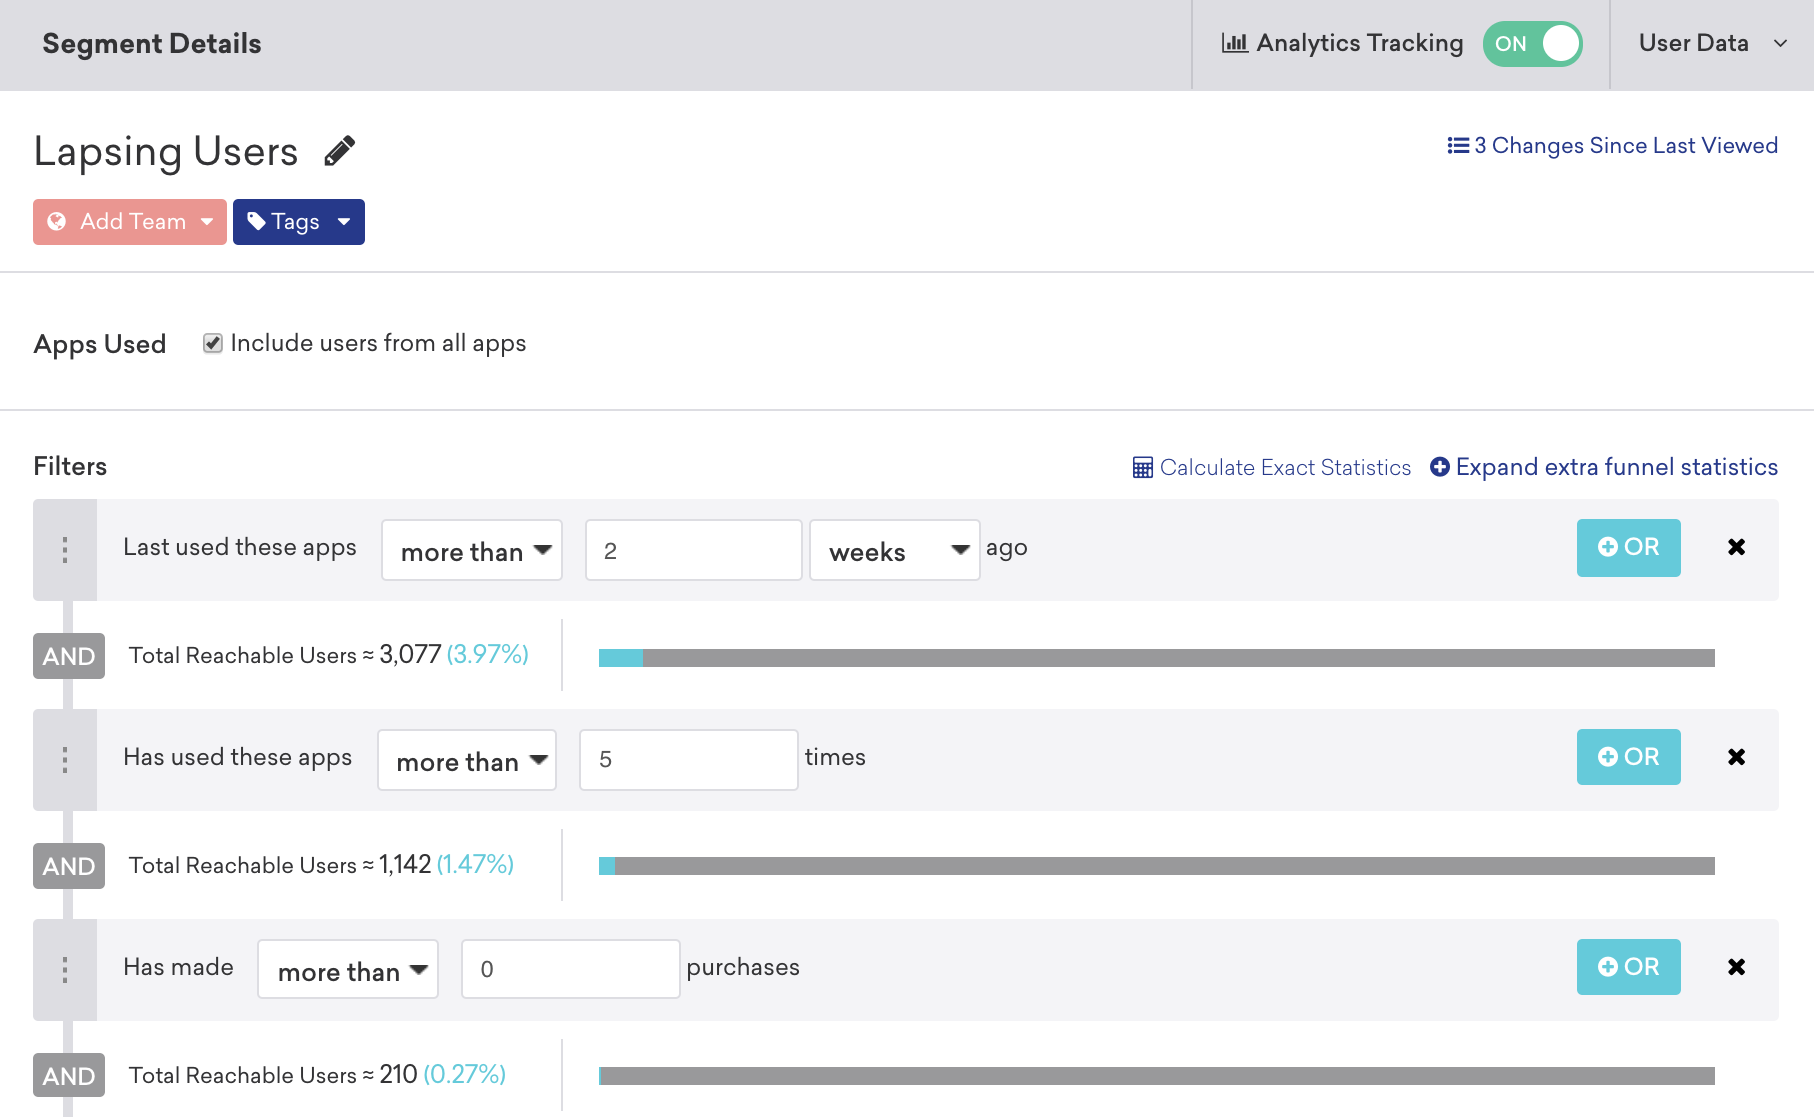 Segment Details
Analytics Tracking ON
User Data
Lapsing Users
3 Changes Since Last Viewed
Add Team
Tags
Apps Used
Include users from all apps
Filters
Calculate Exact Statistics
Expand extra funnel statistics
Last used these apps more than 2 weeks ago OR
AND Total Reachable Users ≈ 3,077 (3.97%)
Has used these apps more than 5 times OR
AND Total Reachable Users ≈ 1,142 (1.47%)
Has made more than 0 purchases OR
AND Total Reachable Users ≈ 210 (0.27%)